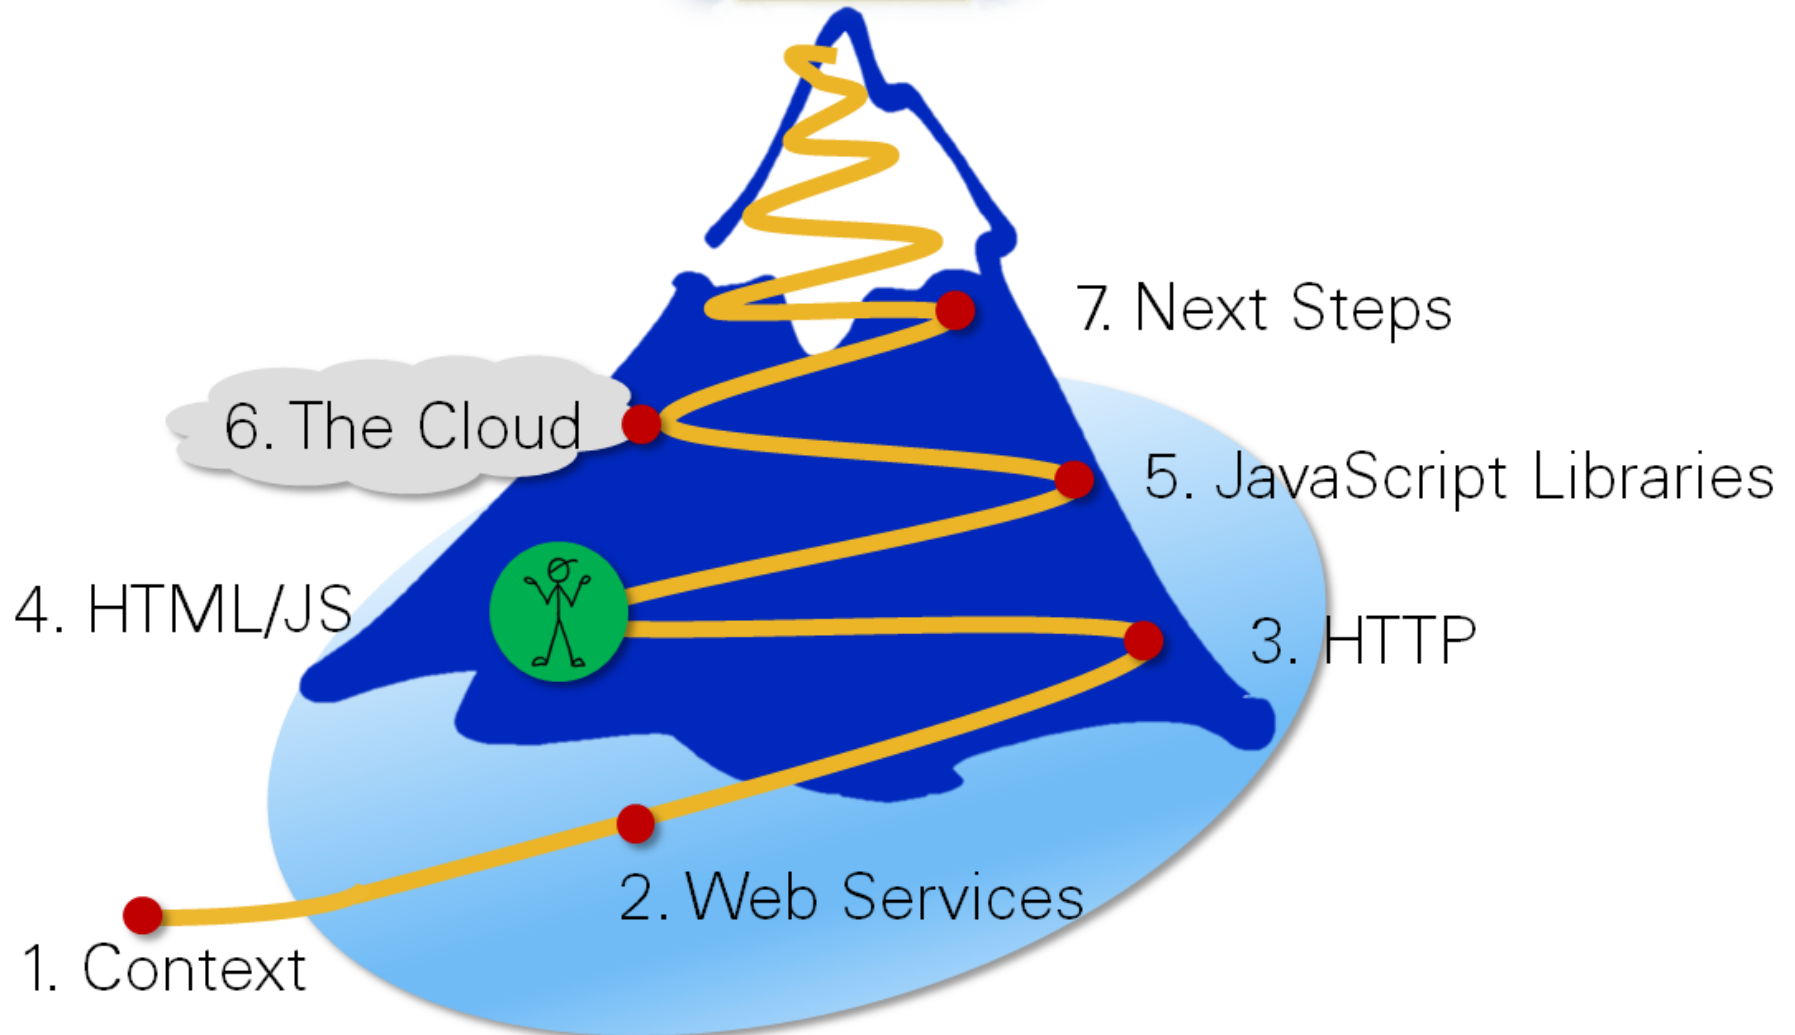 7. Next Steps
6. The Cloud
5. JavaScript Libraries
4. HTML/JS
3. HTTP
2. Web Services
1. Context